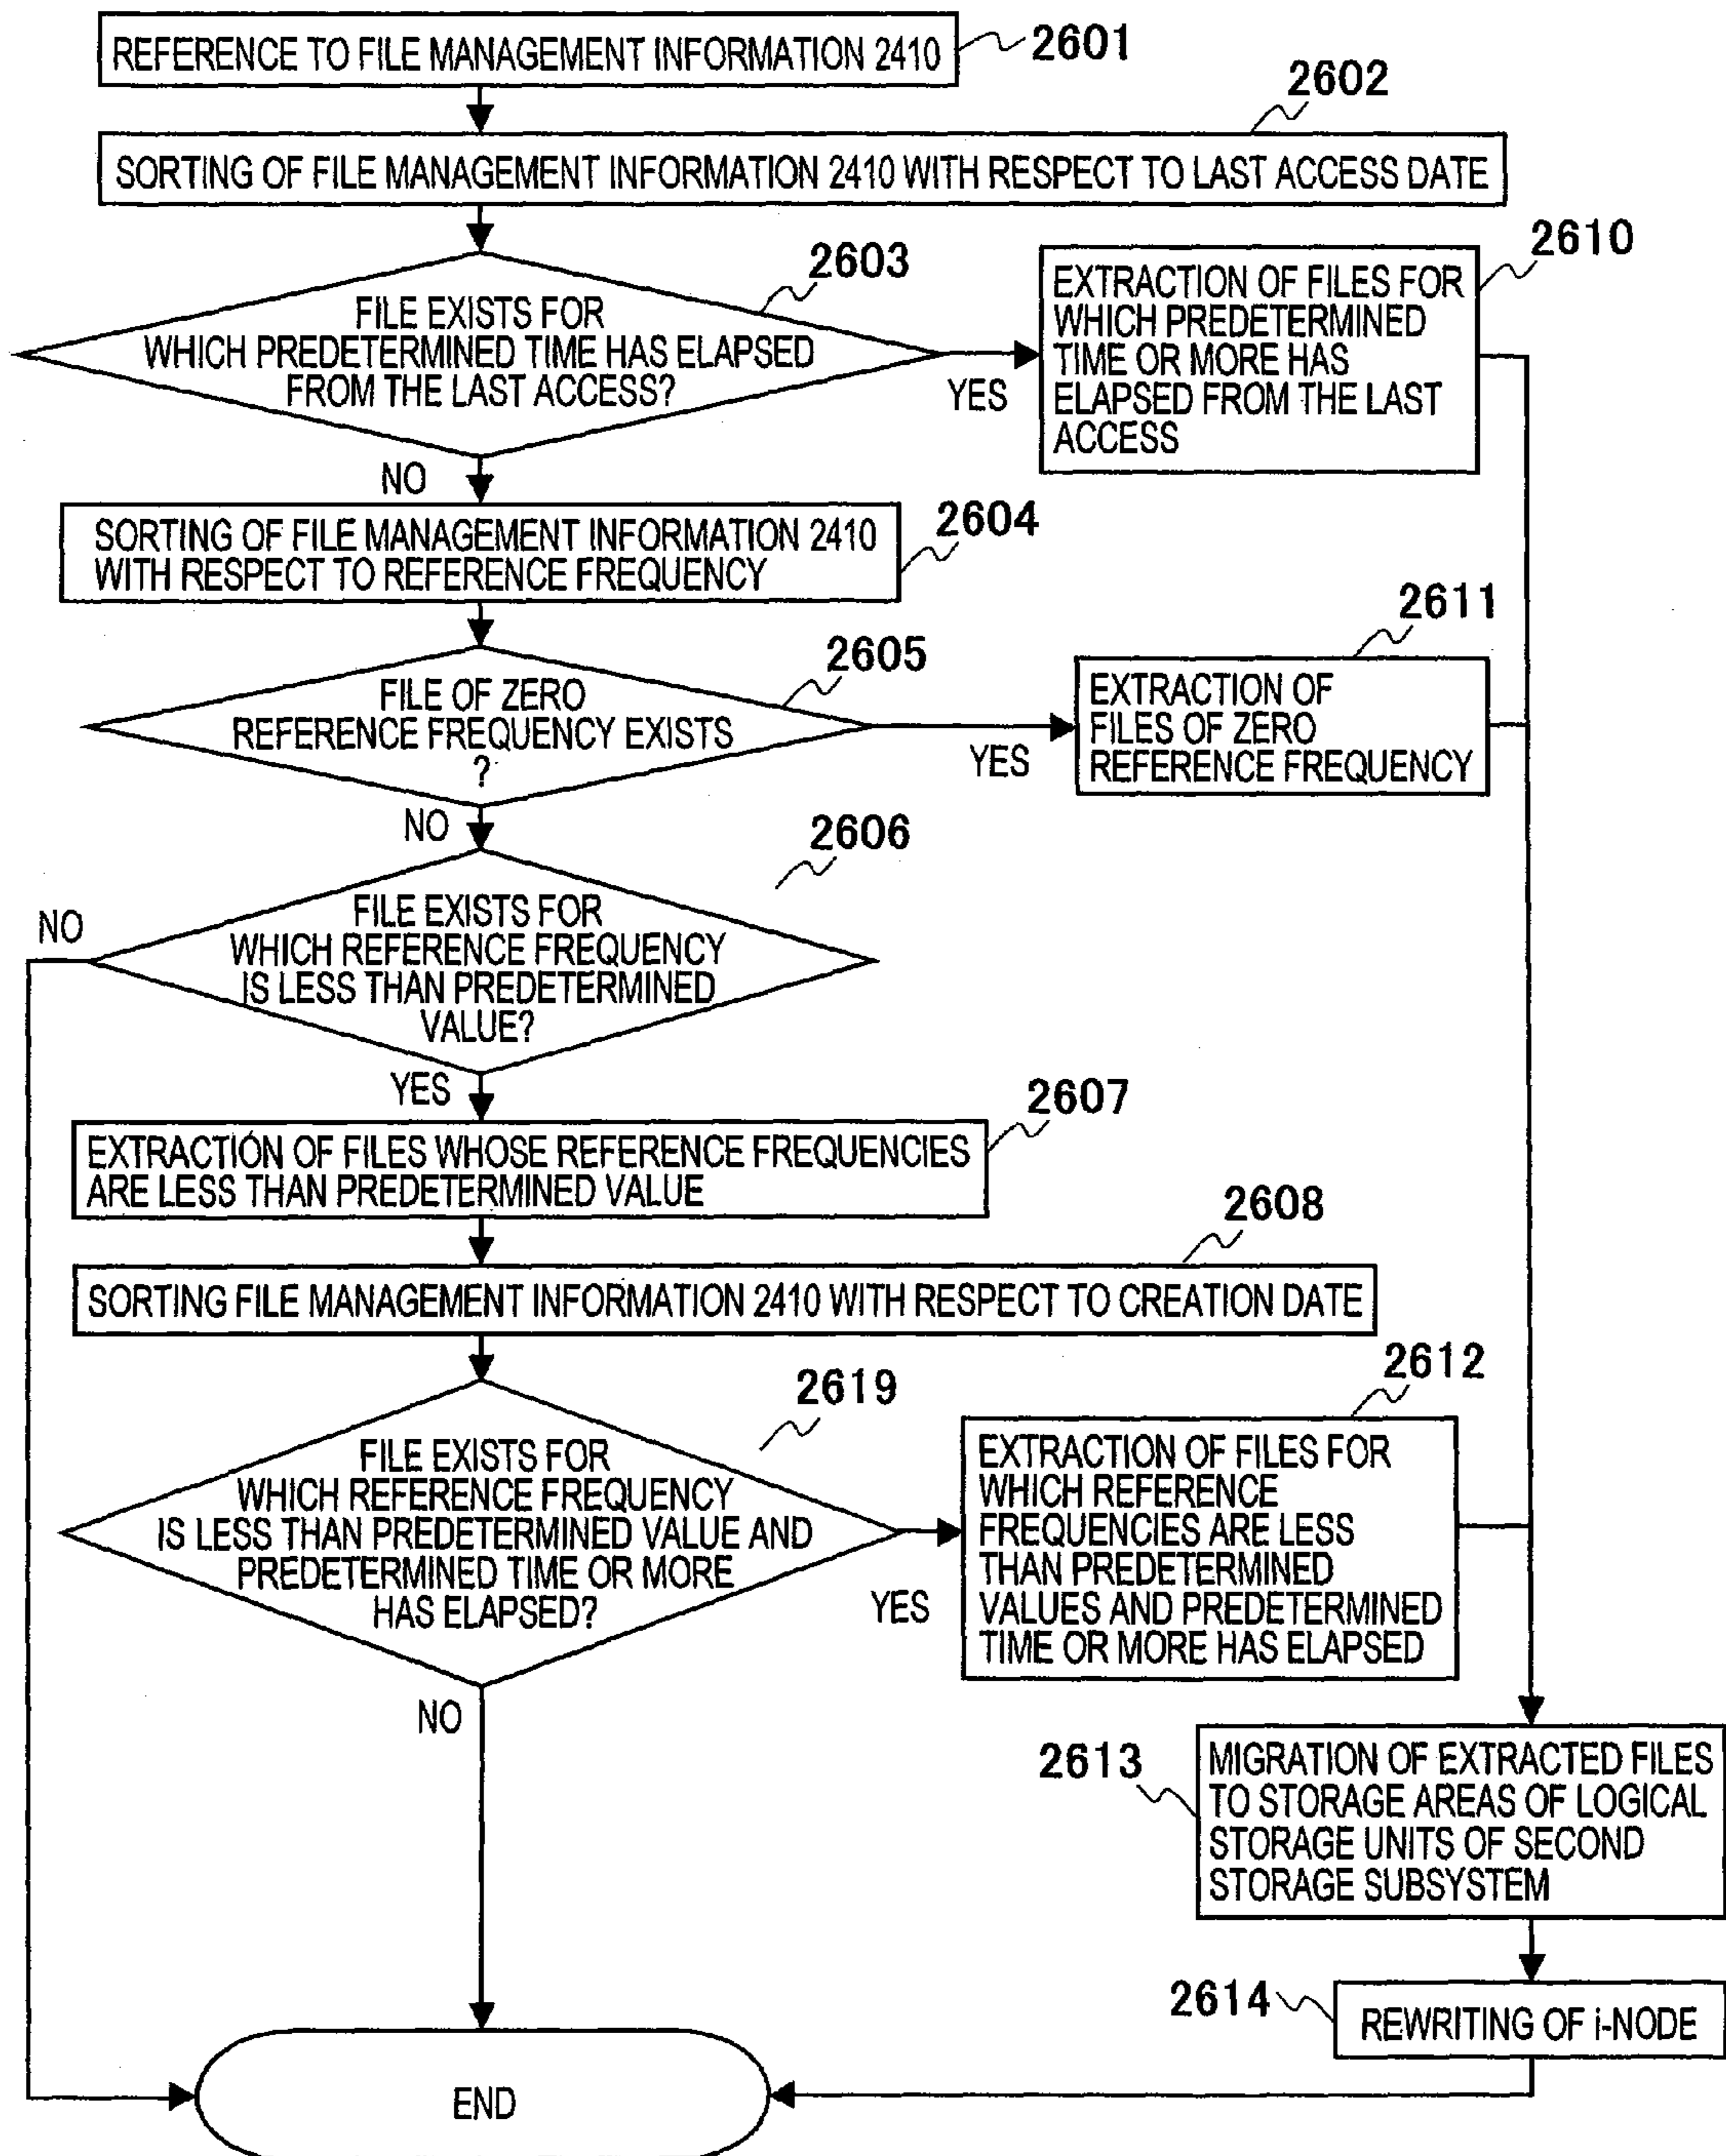 REFERENCE TO FILE MANAGEMENT INFORMATION 2410
2601
2602
SORTING OF FILE MANAGEMENT INFORMATION 2410 WITH RESPECT TO LAST ACCESS DATE
2603
FILE EXISTS FOR
WHICH PREDETERMINED TIME HAS ELAPSED
FROM THE LAST ACCESS?
YES
NO
2610
EXTRACTION OF FILES FOR
WHICH PREDETERMINED
TIME OR MORE HAS
ELAPSED FROM THE LAST
ACCESS
2604
SORTING OF FILE MANAGEMENT INFORMATION 2410
WITH RESPECT TO REFERENCE FREQUENCY
2605
FILE OF ZERO
REFERENCE FREQUENCY EXISTS
?
YES
NO
2611
EXTRACTION OF
FILES OF ZERO
REFERENCE FREQUENCY
2606
NO
FILE EXISTS FOR
WHICH REFERENCE FREQUENCY
IS LESS THAN PREDETERMINED
VALUE?
YES
2607
EXTRACTION OF FILES WHOSE REFERENCE FREQUENCIES
ARE LESS THAN PREDETERMINED VALUE
2608
SORTING FILE MANAGEMENT INFORMATION 2410 WITH RESPECT TO CREATION DATE
2619
FILE EXISTS FOR
WHICH REFERENCE FREQUENCY
IS LESS THAN PREDETERMINED VALUE AND
PREDETERMINED TIME OR MORE
HAS ELAPSED?
YES
NO
2612
EXTRACTION OF FILES FOR
WHICH REFERENCE
FREQUENCIES ARE LESS
THAN PREDETERMINED
VALUES AND PREDETERMINED
TIME OR MORE HAS ELAPSED
2613
MIGRATION OF EXTRACTED FILES
TO STORAGE AREAS OF LOGICAL
STORAGE UNITS OF SECOND
STORAGE SUBSYSTEM
2614
REWRITING OF i-NODE
END